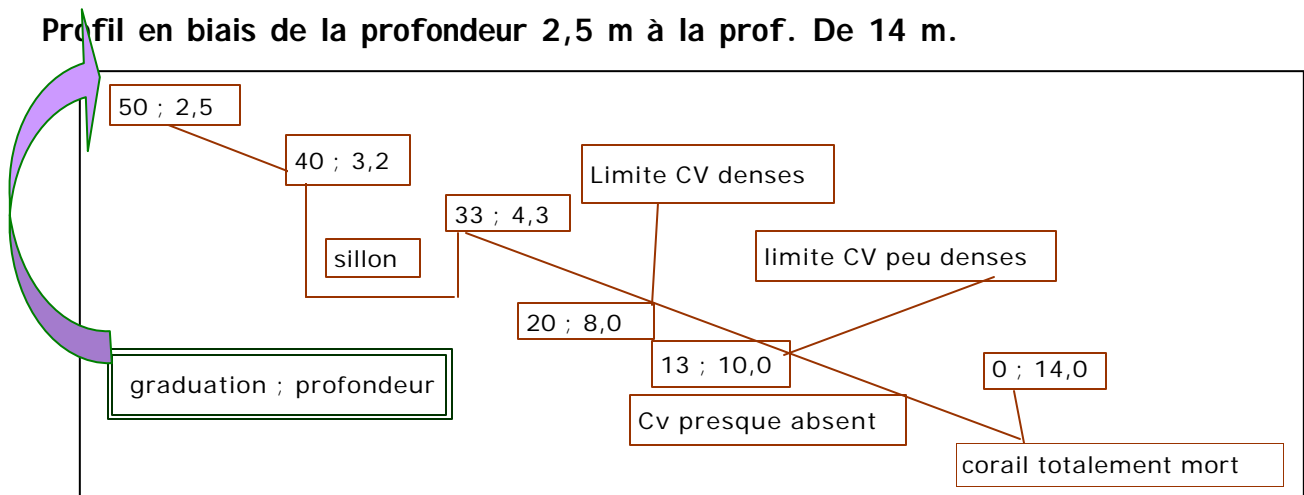 Profil en biais de la profondeur 2,5 m à la prof. De 14 m.
50 ; 2,5
40 ; 3,2
Limite CV denses
33 ; 4,3
sillon
limite CV peu denses
20 ; 8,0
13 ; 10,0
0 ; 14,0
graduation ; profondeur
Cv presque absent
corail totalement mort